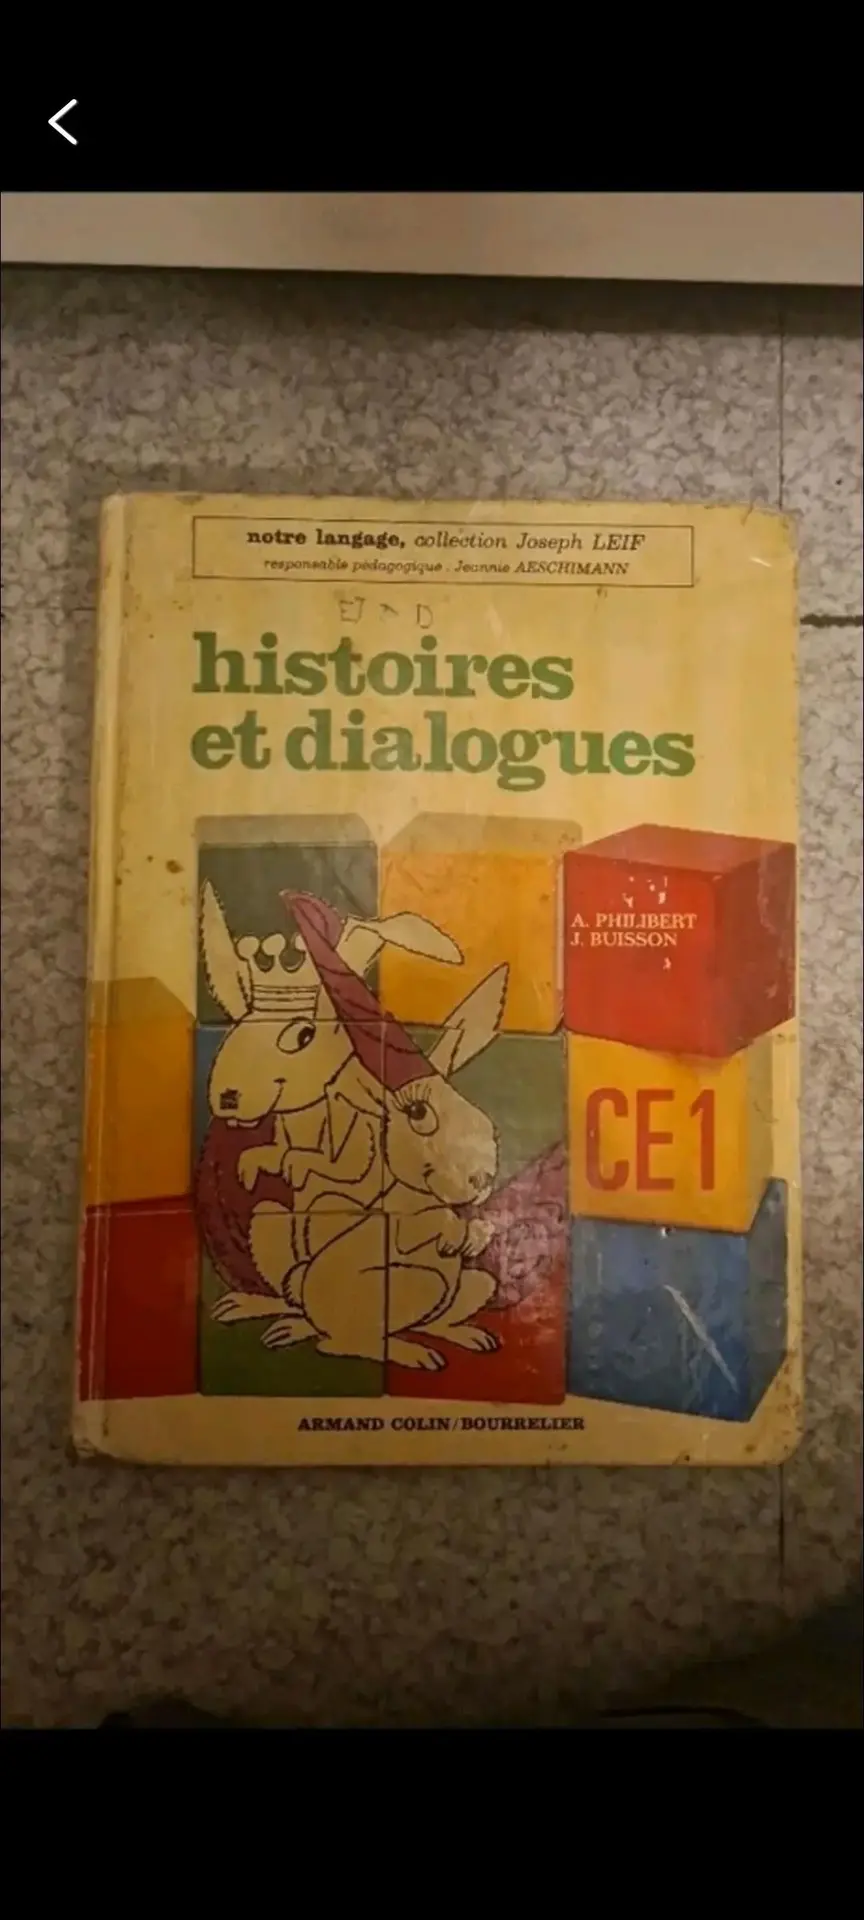 notre langage, collection Joseph LEIF
responsable pédagogique : Jeannie AESCHIMANN
histoires
et dialogues
A. PHILIBERT
J. BUISSON
CE1
ARMAND COLIN/BOURRELIER